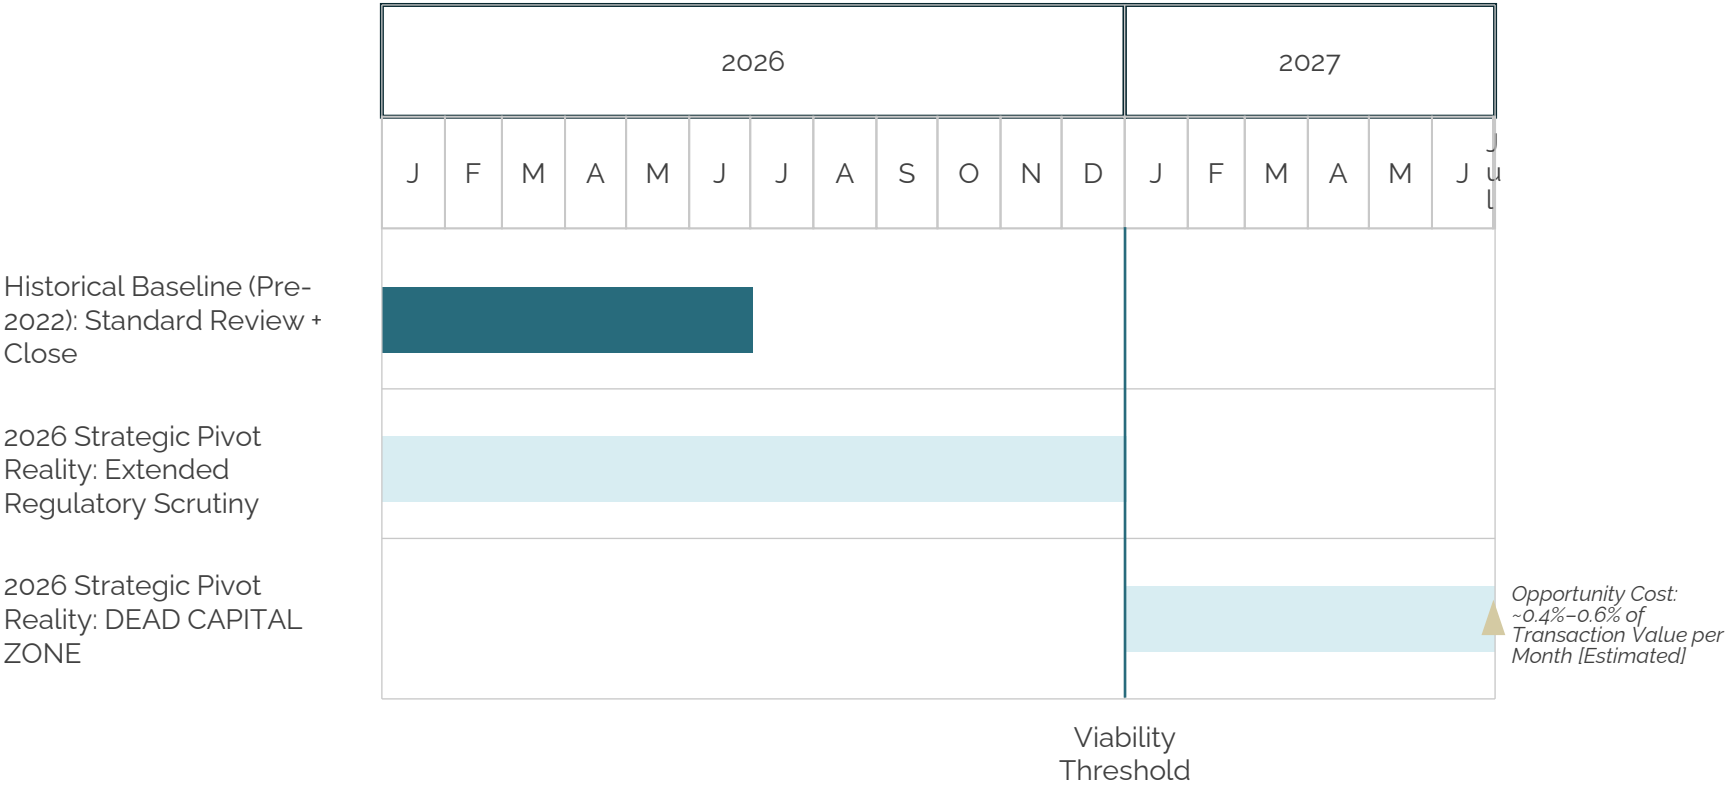 2026 2027
J F M A M J J A S O N D J F M A M J Jul
Historical Baseline (Pre-
2022): Standard Review +
Close
2026 Strategic Pivot
Reality: Extended
Regulatory Scrutiny
2026 Strategic Pivot
Reality: DEAD CAPITAL
ZONE
Opportunity Cost:
~0.4%–0.6% of
Transaction Value per
Month [Estimated]
Viability
Threshold